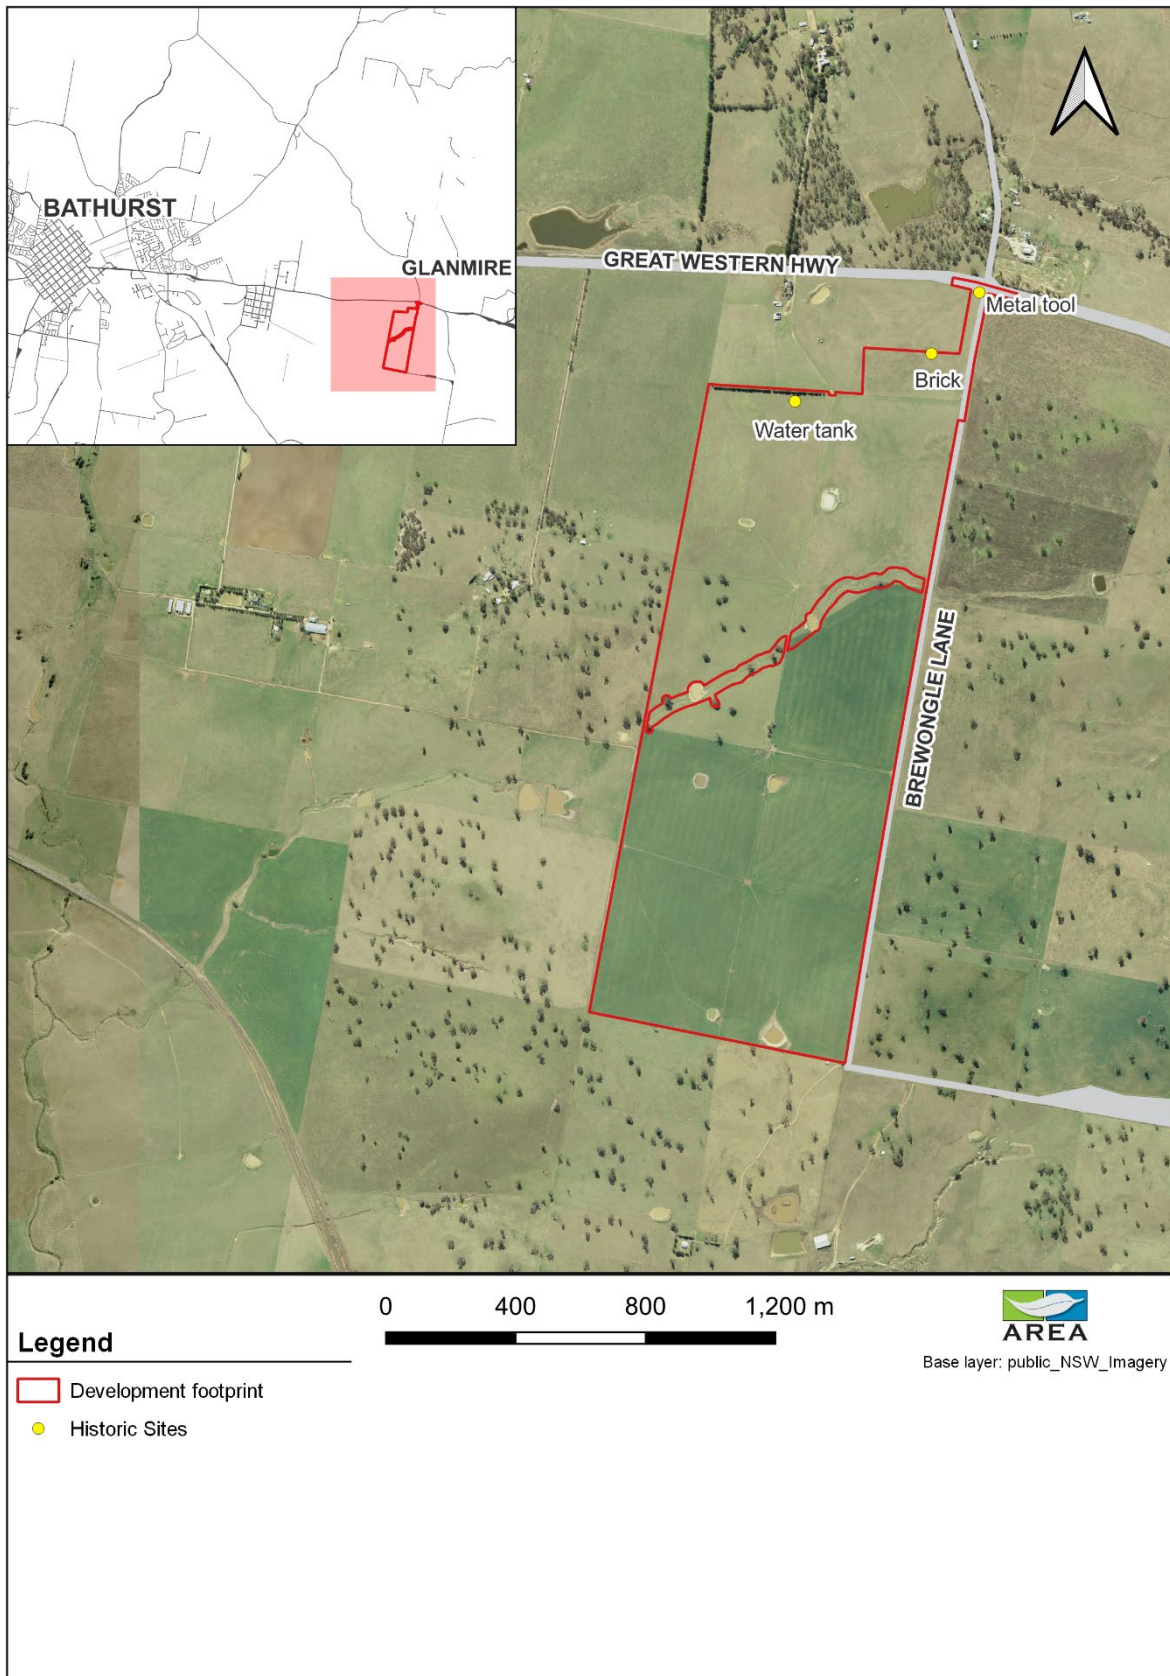 BATHURST
GLANMIRE
GREAT WESTERN HWY
Metal tool
Brick
Water tank
BREWONGLE LANE
0 400 800 1,200 m
Legend
Development footprint
Historic Sites
AREA
Base layer: public_NSW_Imagery